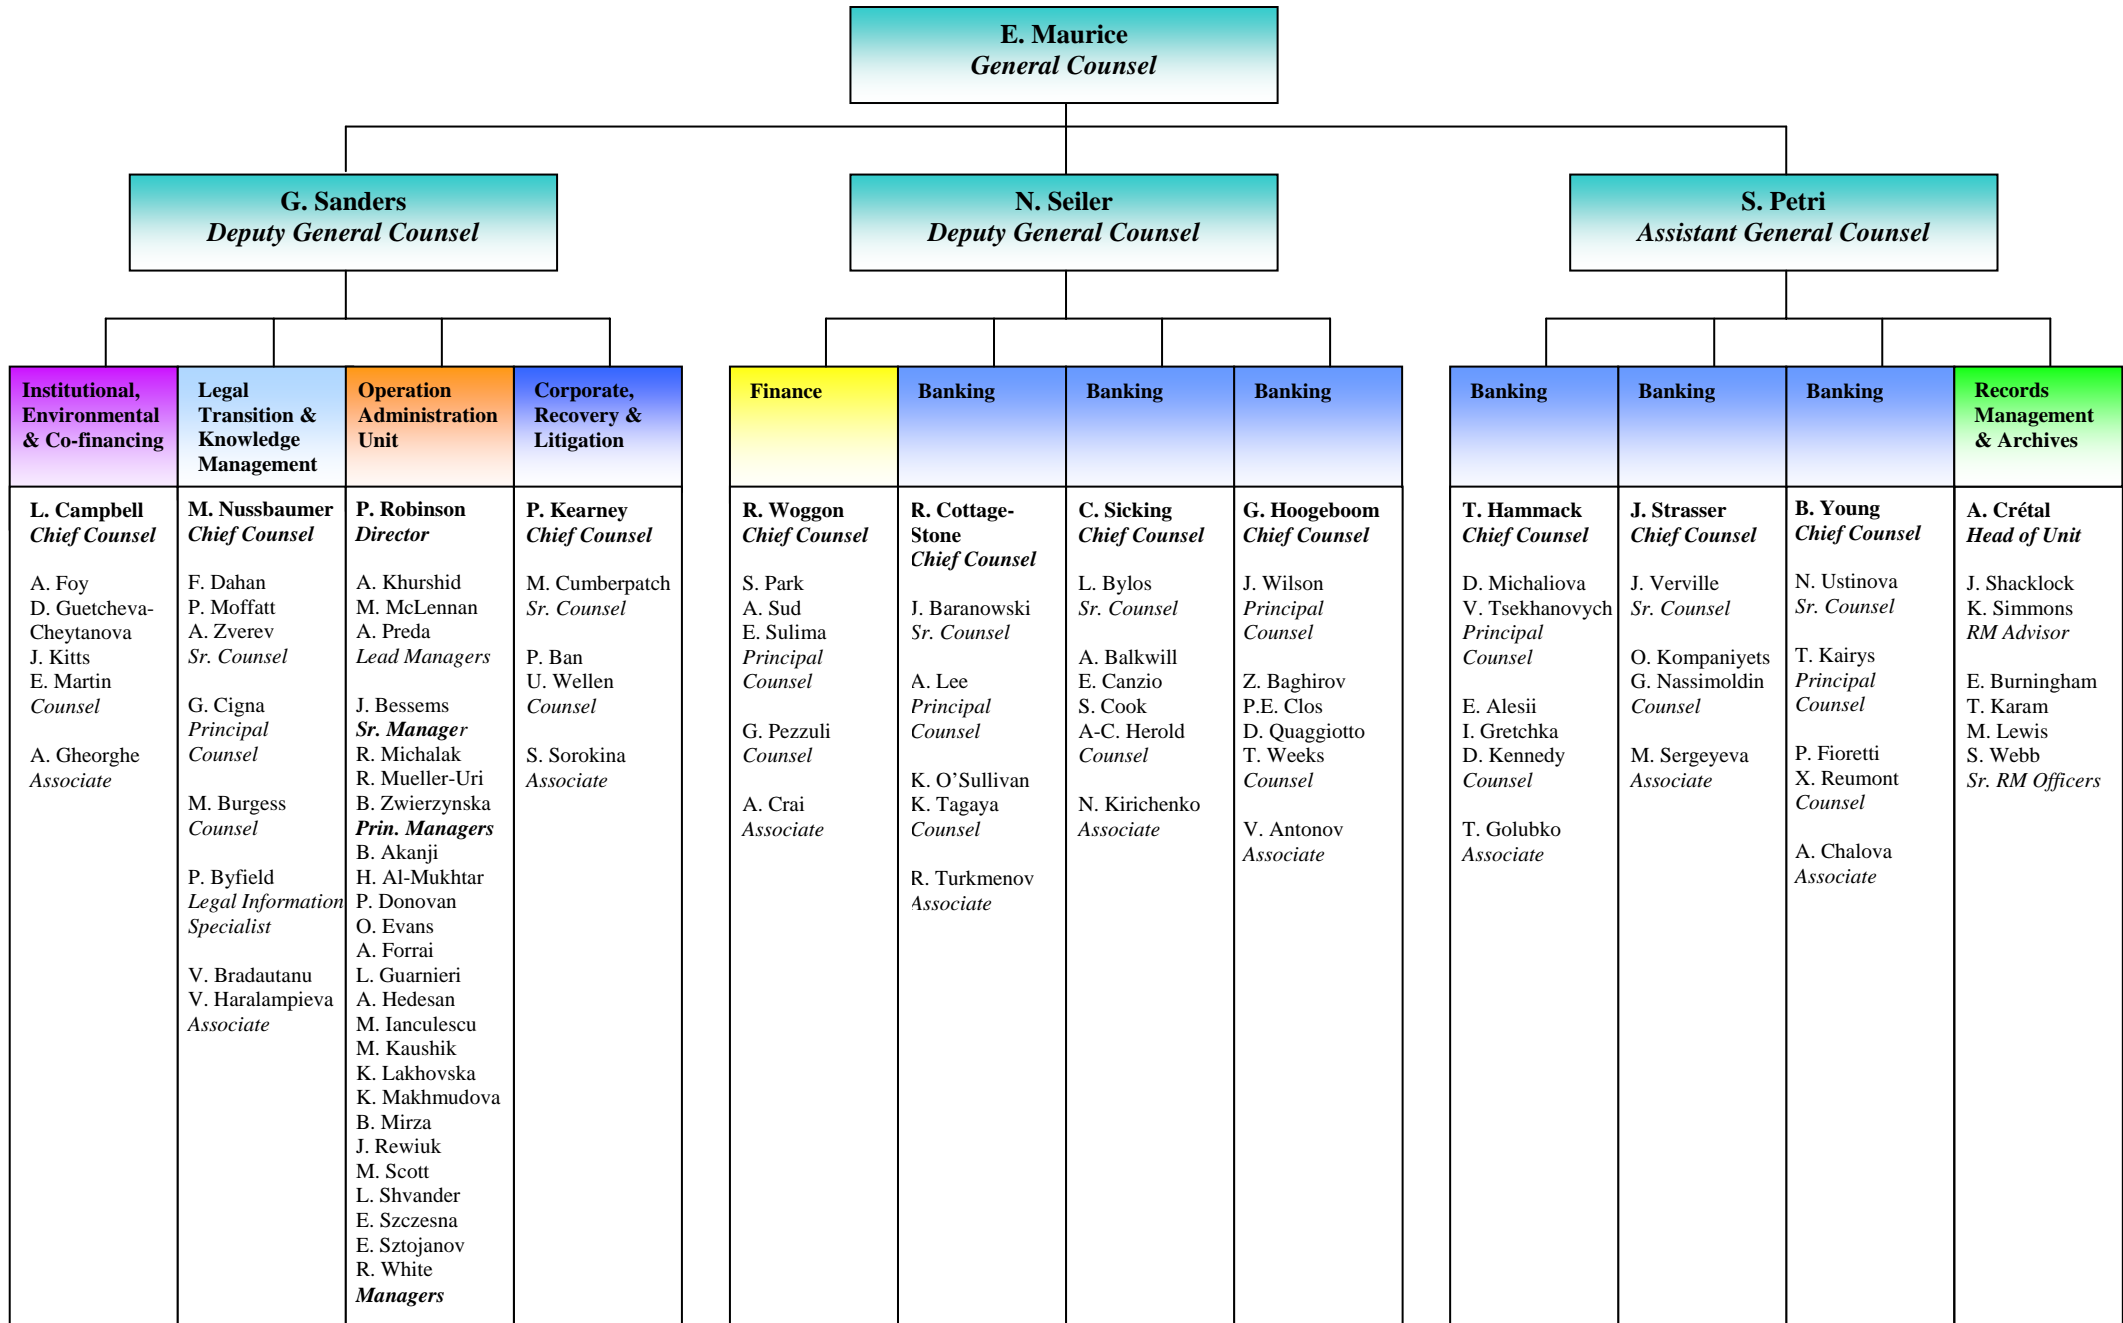 E. Maurice
General Counsel
G. Sanders
Deputy General Counsel
N. Seiler
Deputy General Counsel
S. Petri
Assistant General Counsel
Institutional,
Environmental
& Co-financing
L. Campbell
Chief Counsel
A. Foy
D. Guetcheva-
Cheytanova
J. Kitts
E. Martin
Counsel
A. Gheorghe
Associate
Legal
Transition &
Knowledge
Management
M. Nussbaumer
Chief Counsel
F. Dahan
P. Moffatt
A. Zverev
Sr. Counsel
G. Cigna
Principal
Counsel
M. Burgess
Counsel
P. Byfield
Legal Information
Specialist
V. Bradautanu
V. Haralampieva
Associate
Operation
Administration
Unit
P. Robinson
Director
A. Khurshid
M. McLennan
A. Preda
Lead Managers
J. Bessems
Sr. Manager
R. Michalak
R. Mueller-Uri
B. Zwierzynska
Prin. Managers
B. Akanji
H. Al-Mukhtar
P. Donovan
O. Evans
A. Forrai
L. Guarnieri
A. Hedesan
M. Ianculescu
M. Kaushik
K. Lakhovska
K. Makhmudova
B. Mirza
J. Rewiuk
M. Scott
L. Shvander
E. Szczesna
E. Sztojanov
R. White
Managers
Corporate,
Recovery &
Litigation
P. Kearney
Chief Counsel
M. Cumberpatch
Sr. Counsel
P. Ban
U. Wellen
Counsel
S. Sorokina
Associate
Finance
R. Woggon
Chief Counsel
S. Park
A. Sud
E. Sulima
Principal
Counsel
G. Pezzuli
Counsel
A. Crai
Associate
Banking
R. Cottage-
Stone
Chief Counsel
J. Baranowski
Sr. Counsel
A. Lee
Principal
Counsel
K. O’Sullivan
K. Tagaya
Counsel
R. Turkmenov
Associate
Banking
C. Sicking
Chief Counsel
L. Bylos
Sr. Counsel
A. Balkwill
E. Canzio
S. Cook
A-C. Herold
Counsel
N. Kirichenko
Associate
Banking
G. Hoogeboom
Chief Counsel
J. Wilson
Principal
Counsel
Z. Baghirov
P.E. Clos
D. Quaggiotto
T. Weeks
Counsel
V. Antonov
Associate
Banking
T. Hammack
Chief Counsel
D. Michaliova
V. Tsekhanovych
Principal
Counsel
E. Alesii
I. Gretchka
D. Kennedy
Counsel
T. Golubko
Associate
Banking
J. Strasser
Chief Counsel
J. Verville
Sr. Counsel
O. Kompaniyets
G. Nassimoldin
Counsel
M. Sergeyeva
Associate
Banking
B. Young
Chief Counsel
N. Ustinova
Sr. Counsel
T. Kairys
Principal
Counsel
P. Fioretti
X. Reumont
Counsel
A. Chalova
Associate
Records
Management
& Archives
A. Crétal
Head of Unit
J. Shacklock
K. Simmons
RM Advisor
E. Burningham
T. Karam
M. Lewis
S. Webb
Sr. RM Officers